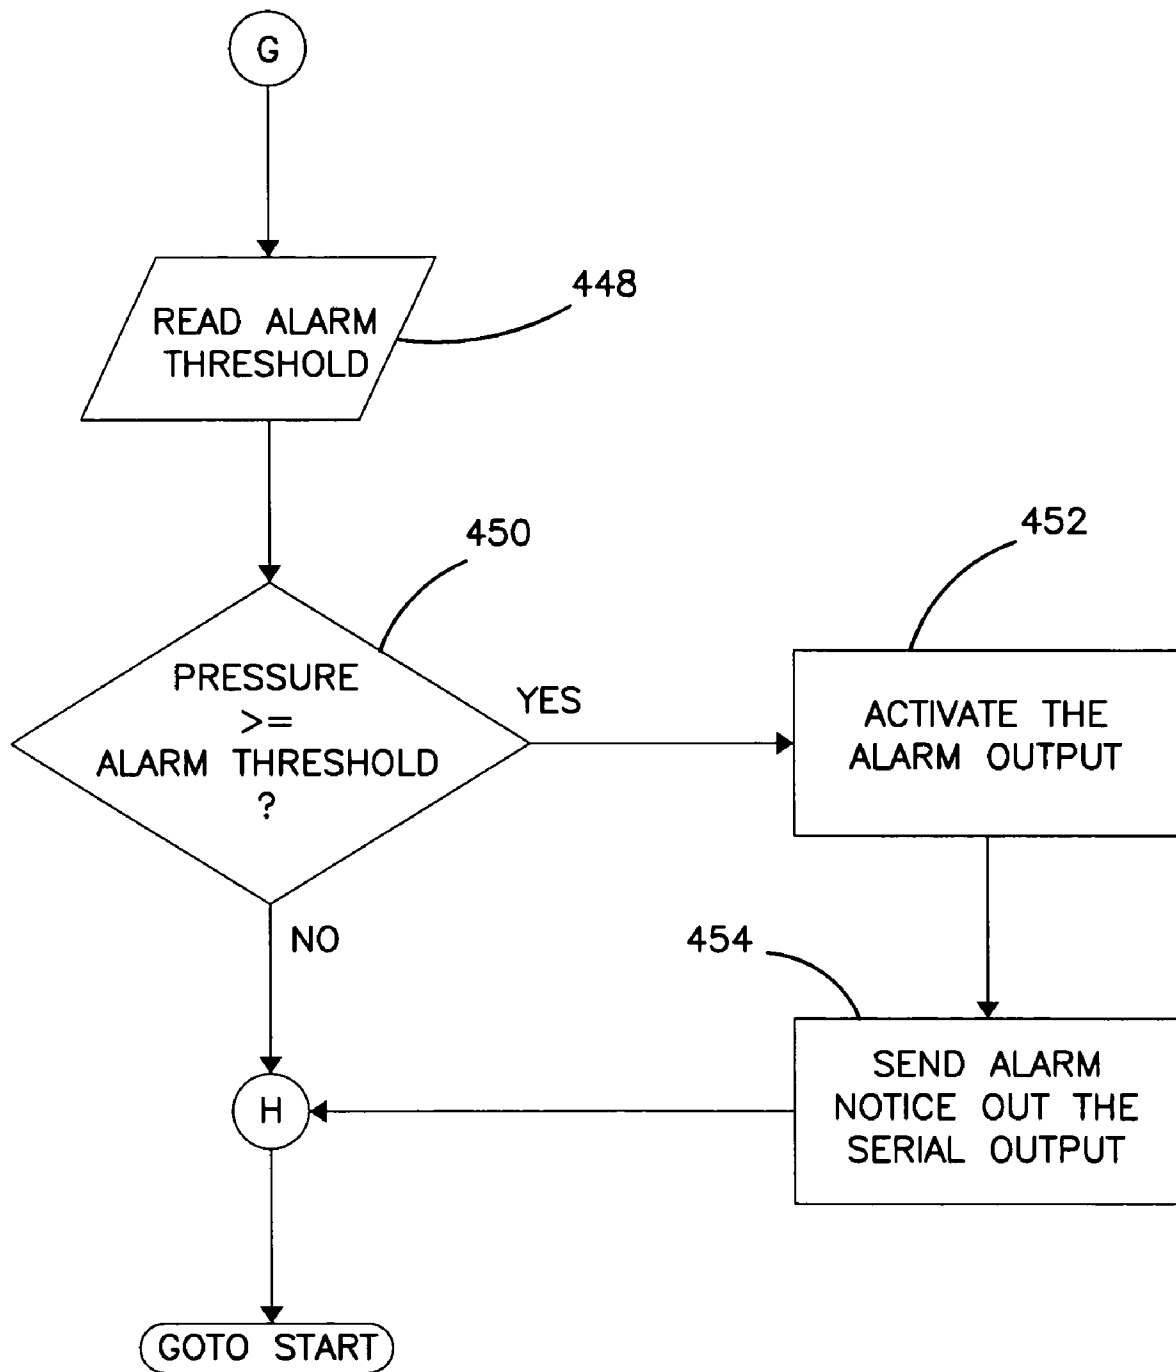 G
READ ALARM
THRESHOLD
448
450
PRESSURE
>=
ALARM THRESHOLD
?
YES
452
ACTIVATE THE
ALARM OUTPUT
NO
454
SEND ALARM
NOTICE OUT THE
SERIAL OUTPUT
H
GOTO START